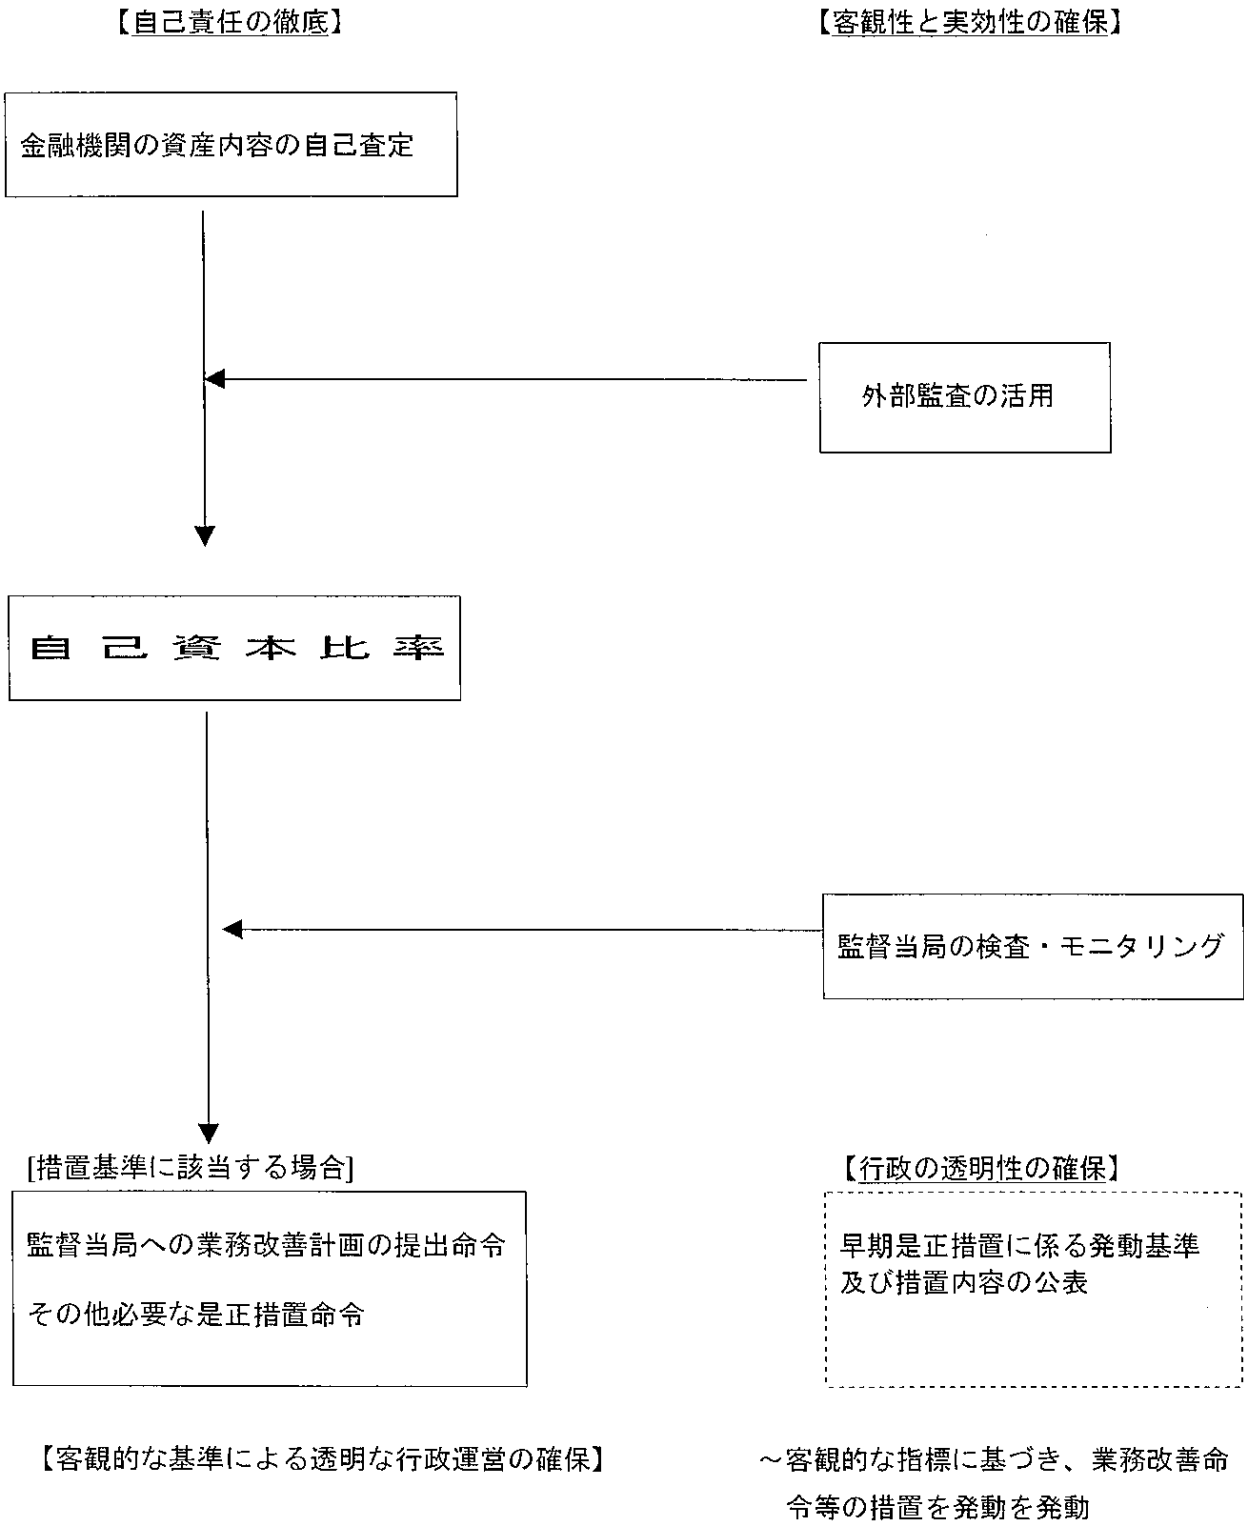 【自己責任の徹底】
【客観性と実効性の確保】
金融機関の資産内容の自己査定
外部監査の活用
自己資本比率
監督当局の検査・モニタリング
[措置基準に該当する場合]
監督当局への業務改善計画の提出命令
その他必要な是正措置命令
【行政の透明性の確保】
早期是正措置に係る発動基準
及び措置内容の公表
【客観的な基準による透明な行政運営の確保】
～客観的な指標に基づき、業務改善命
令等の措置を発動を発動